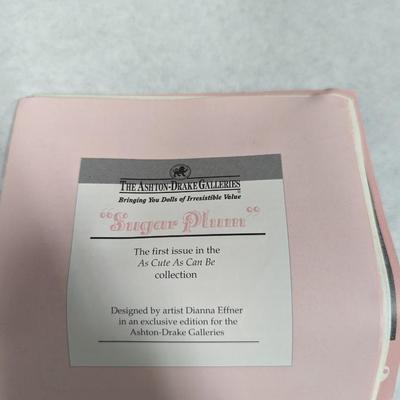 THE ASHTON-DRAKE GALLERIES
Bringing You Dolls of Irresistible Value
"Sugar Plum"
The first issue in the
As Cute As Can Be
collection
Designed by artist Dianna Effner
in an exclusive edition for the
Ashton-Drake Galleries